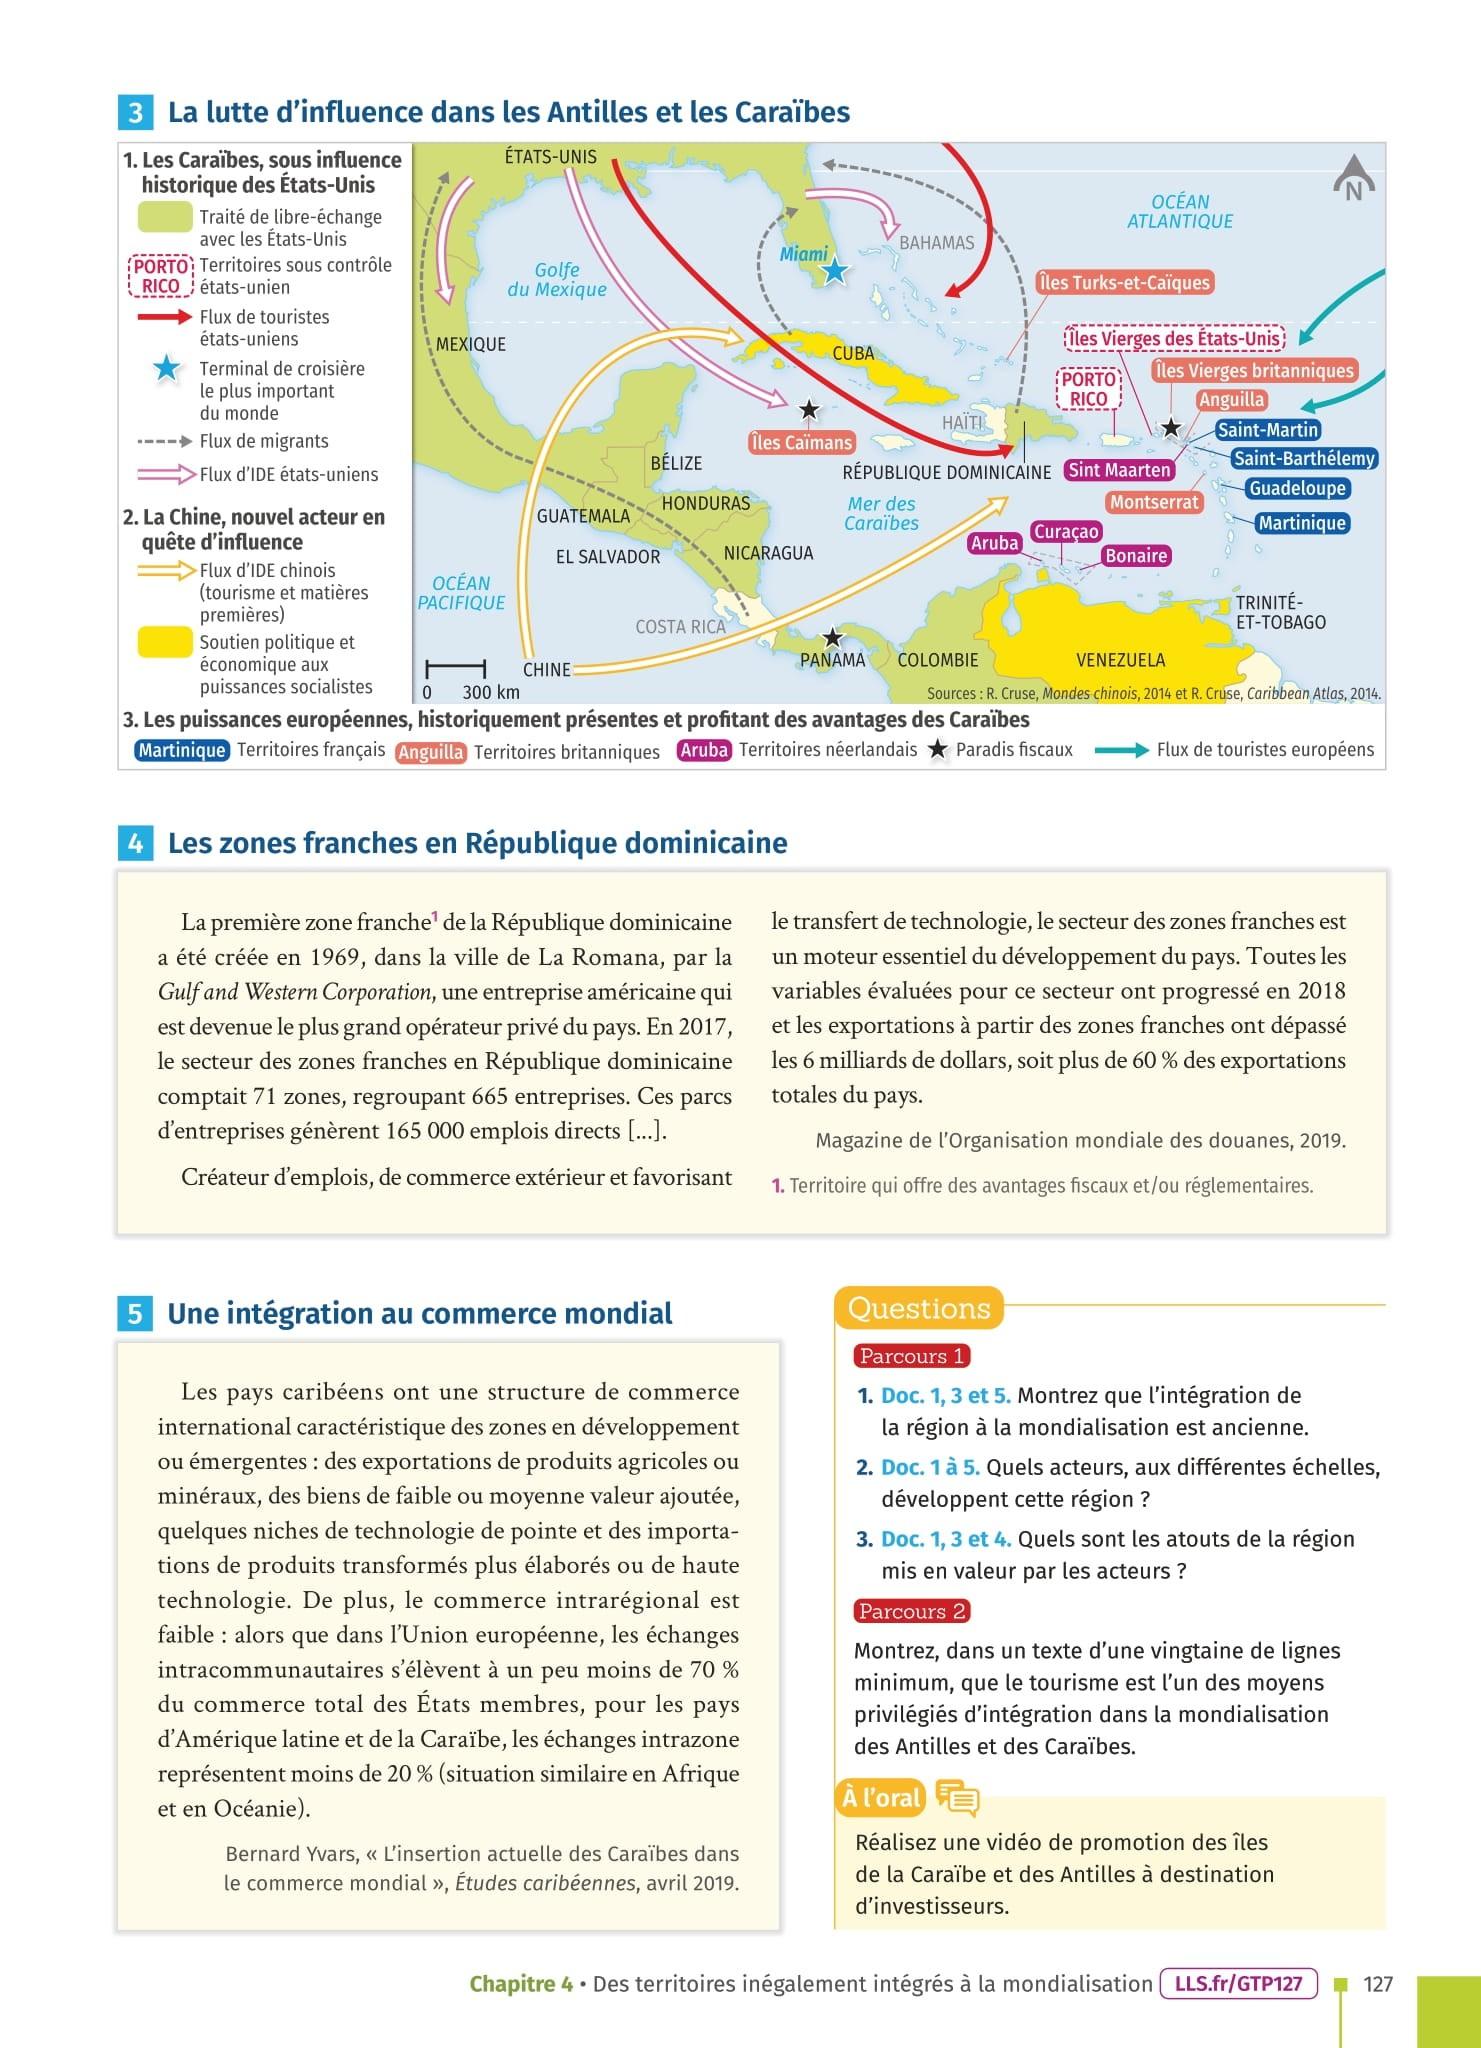 3 La lutte d'influence dans les Antilles et les Caraïbes
1. Les Caraïbes, sous influence
historique des États-Unis
Traité de libre-échange
avec les États-Unis
PORTO
RICO
Territoires sous contrôle
états-unien
Flux de touristes
états-uniens
Terminal de croisière
le plus important
du monde
Flux de migrants
Flux d'IDE états-uniens
2. La Chine, nouvel acteur en
quête d'influence
Flux d'IDE chinois
(tourisme et matières
premières)
Soutien politique et
économique aux
puissances socialistes
ÉTATS-UNIS
OCÉAN
ATLANTIQUE
N
Golfe
du Mexique
Miami
BAHAMAS
Îles Turks-et-Caïques
MEXIQUE
CUBA
Îles Vierges des États-Unis
PORTO
RICO
Îles Vierges britanniques
Anguilla
Îles Caïmans
HAÏTI
Saint-Martin
BÉLIZE
RÉPUBLIQUE DOMINICAINE
Sint Maarten
Saint-Barthélemy
Guadeloupe
HONDURAS
Mer des
Caraïbes
Montserrat
GUATEMALA
Martinique
EL SALVADOR
NICARAGUA
Aruba
Curaçao
Bonaire
OCÉAN
PACIFIQUE
COSTA RICA
TRINITÉ-
ET-TOBAGO
CHINE
PANAMA
COLOMBIE
VENEZUELA
0 300 km
Sources : R. Cruse, Mondes chinois, 2014 et R. Cruse, Caribbean Atlas, 2014.
3. Les puissances européennes, historiquement présentes et profitant des avantages des Caraïbes
Martinique Territoires français Anguilla Territoires britanniques Aruba Territoires néerlandais Paradis fiscaux Flux de touristes européens
4 Les zones franches en République dominicaine
La première zone franche1 de la République dominicaine
a été créée en 1969, dans la ville de La Romana, par la
Gulf and Western Corporation, une entreprise américaine qui
est devenue le plus grand opérateur privé du pays. En 2017,
le secteur des zones franches en République dominicaine
comptait 71 zones, regroupant 665 entreprises. Ces parcs
d'entreprises génèrent 165 000 emplois directs [...].
Créateur d'emplois, de commerce extérieur et favorisant
le transfert de technologie, le secteur des zones franches est
un moteur essentiel du développement du pays. Toutes les
variables évaluées pour ce secteur ont progressé en 2018
et les exportations à partir des zones franches ont dépassé
les 6 milliards de dollars, soit plus de 60 % des exportations
totales du pays.
Magazine de l'Organisation mondiale des douanes, 2019.
1. Territoire qui offre des avantages fiscaux et/ou réglementaires.
5 Une intégration au commerce mondial
Les pays caribéens ont une structure de commerce
international caractéristique des zones en développement
ou émergentes : des exportations de produits agricoles ou
minéraux, des biens de faible ou moyenne valeur ajoutée,
quelques niches de technologie de pointe et des importa-
tions de produits transformés plus élaborés ou de haute
technologie. De plus, le commerce intrarégional est
faible : alors que dans l'Union européenne, les échanges
intracommunautaires s'élèvent à un peu moins de 70 %
du commerce total des États membres, pour les pays
d'Amérique latine et de la Caraïbe, les échanges intrazone
représentent moins de 20 % (situation similaire en Afrique
et en Océanie).
Bernard Yvars, « L'insertion actuelle des Caraïbes dans
le commerce mondial », Études caribéennes, avril 2019.
Questions
Parcours 1
1. Doc. 1, 3 et 5. Montrez que l'intégration de
la région à la mondialisation est ancienne.
2. Doc. 1 à 5. Quels acteurs, aux différentes échelles,
développent cette région ?
3. Doc. 1, 3 et 4. Quels sont les atouts de la région
mis en valeur par les acteurs ?
Parcours 2
Montrez, dans un texte d'une vingtaine de lignes
minimum, que le tourisme est l'un des moyens
privilégiés d'intégration dans la mondialisation
des Antilles et des Caraïbes.
À l'oral
Réalisez une vidéo de promotion des îles
de la Caraïbe et des Antilles à destination
d'investisseurs.
Chapitre 4 • Des territoires inégalement intégrés à la mondialisation LLS.fr/GTP127 127